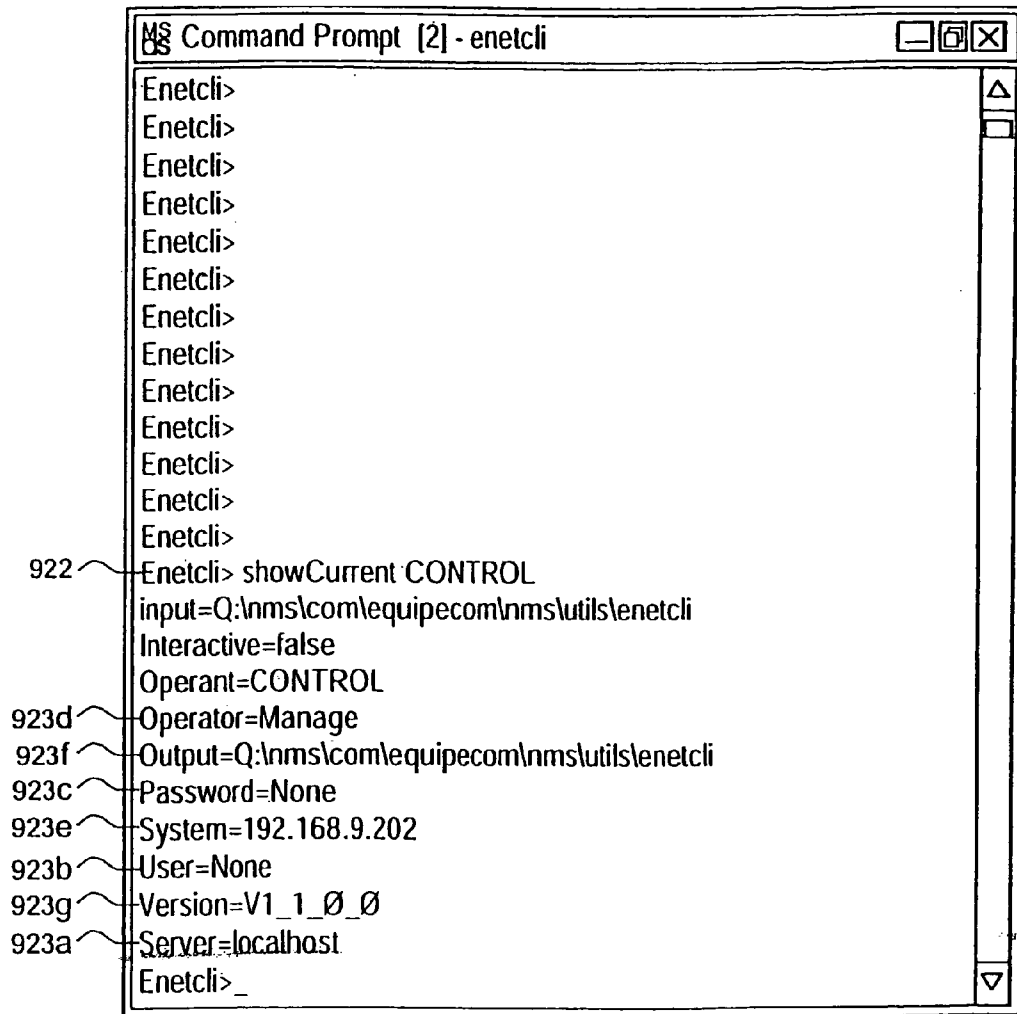 MS DOS Command Prompt [2] - enetcli
Enetcli>
Enetcli>
Enetcli>
Enetcli>
Enetcli>
Enetcli>
Enetcli>
Enetcli>
Enetcli>
Enetcli>
Enetcli>
Enetcli>
Enetcli>
922 Enetcli> showCurrent CONTROL
input=Q:\nms\com\equipecom\nms\utils\enetcli
Interactive=false
Operant=CONTROL
923d Operator=Manage
923f Output=Q:\nms\com\equipecom\nms\utils\enetcli
923c Password=None
923e System=192.168.9.202
923b User=None
923g Version=V1_1_Ø_Ø
923a Server=localhost
Enetcli>_